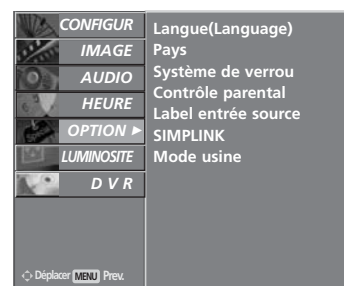 CONFIGUR
IMAGE
AUDIO
HEURE
OPTION ►
LUMINOSITE
D V R
Langue(Language)
Pays
Système de verrou
Contrôle parental
Label entrée source
SIMPLINK
Mode usine
Déplacer MENU Prev.